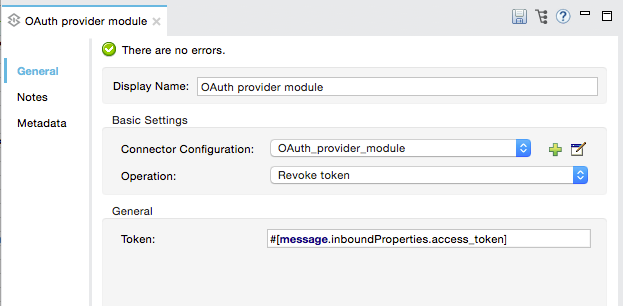 OAuth provider module
There are no errors.
General
Notes
Metadata
Display Name: OAuth provider module
Basic Settings
Connector Configuration: OAuth_provider_module
Operation: Revoke token
General
Token: #[message.inboundProperties.access_token]